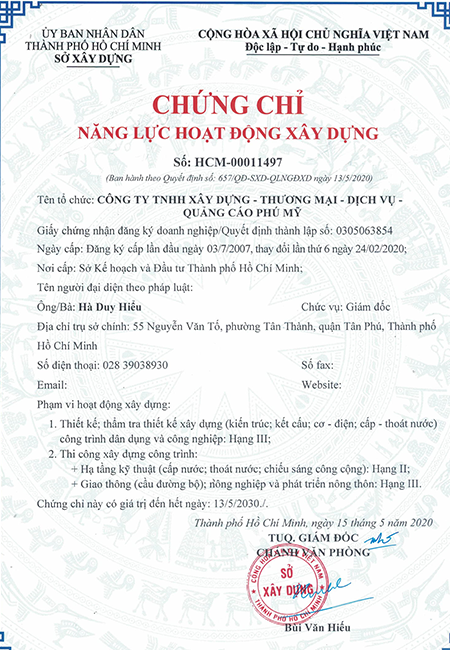 ỦY BAN NHÂN DÂN
THÀNH PHỐ HỒ CHÍ MINH
SỞ XÂY DỰNG
CỘNG HÒA XÃ HỘI CHỦ NGHĨA VIỆT NAM
Độc lập - Tự do - Hạnh phúc
CHỨNG CHỈ
NĂNG LỰC HOẠT ĐỘNG XÂY DỰNG
Số: HCM-00011497
(Ban hành theo Quyết định số: 657/QĐ-SXD-QLNGĐXD ngày 13/5/2020)
Tên tổ chức: CÔNG TY TNHH XÂY DỰNG - THƯƠNG MẠI - DỊCH VỤ -
QUẢNG CÁO PHÚ MỸ
Giấy chứng nhận đăng ký doanh nghiệp/Quyết định thành lập số: 0305063854
Ngày cấp: Đăng ký cấp lần đầu ngày 03/7/2007, thay đổi lần thứ 6 ngày 24/02/2020;
Nơi cấp: Sở Kế hoạch và Đầu tư Thành phố Hồ Chí Minh;
Tên người đại diện theo pháp luật:
Ông/Bà: Hà Duy Hiếu Chức vụ: Giám đốc
Địa chỉ trụ sở chính: 55 Nguyễn Văn Tố, phường Tân Thành, quận Tân Phú, Thành phố
Hồ Chí Minh
Số điện thoại: 028 39038930 Số fax:
Email: Website:
Phạm vi hoạt động xây dựng:
1. Thiết kế; thẩm tra thiết kế xây dựng (kiến trúc; kết cấu; cơ - điện; cấp - thoát nước)
công trình dân dụng và công nghiệp: Hạng III;
2. Thi công xây dựng công trình:
+ Hạ tầng kỹ thuật (cấp nước; thoát nước; chiếu sáng công cộng): Hạng II;
+ Giao thông (cầu đường bộ); nông nghiệp và phát triển nông thôn: Hạng III.
Chứng chỉ này có giá trị đến hết ngày: 13/5/2030./.
Thành phố Hồ Chí Minh, ngày 15 tháng 5 năm 2020
TUQ. GIÁM ĐỐC
CHÁNH VĂN PHÒNG
SỞ
XÂY DỰNG
THÀNH PHỐ HỒ CHÍ MINH
Bùi Văn Hiếu